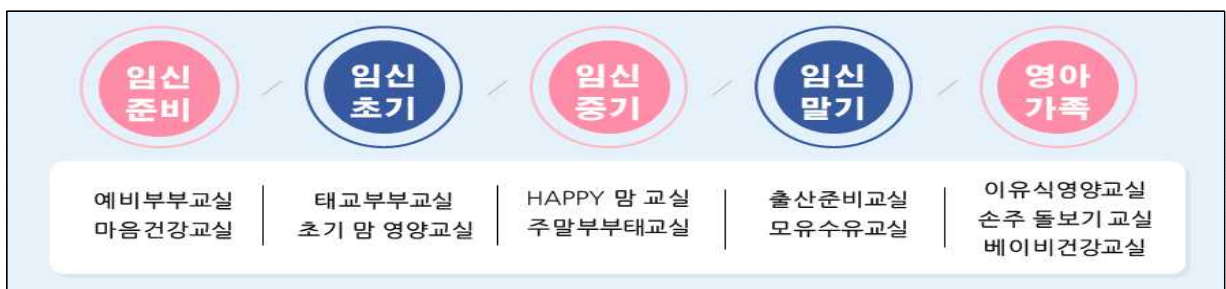 임신
준비
임신
초기
임신
중기
임신
말기
영아
가족
예비부부교실
마음건강교실
태교부부교실
초기 맘 영양교실
HAPPY 맘 교실
주말부부태교실
출산준비교실
모유수유교실
이유식영양교실
손주 돌보기 교실
베이비건강교실